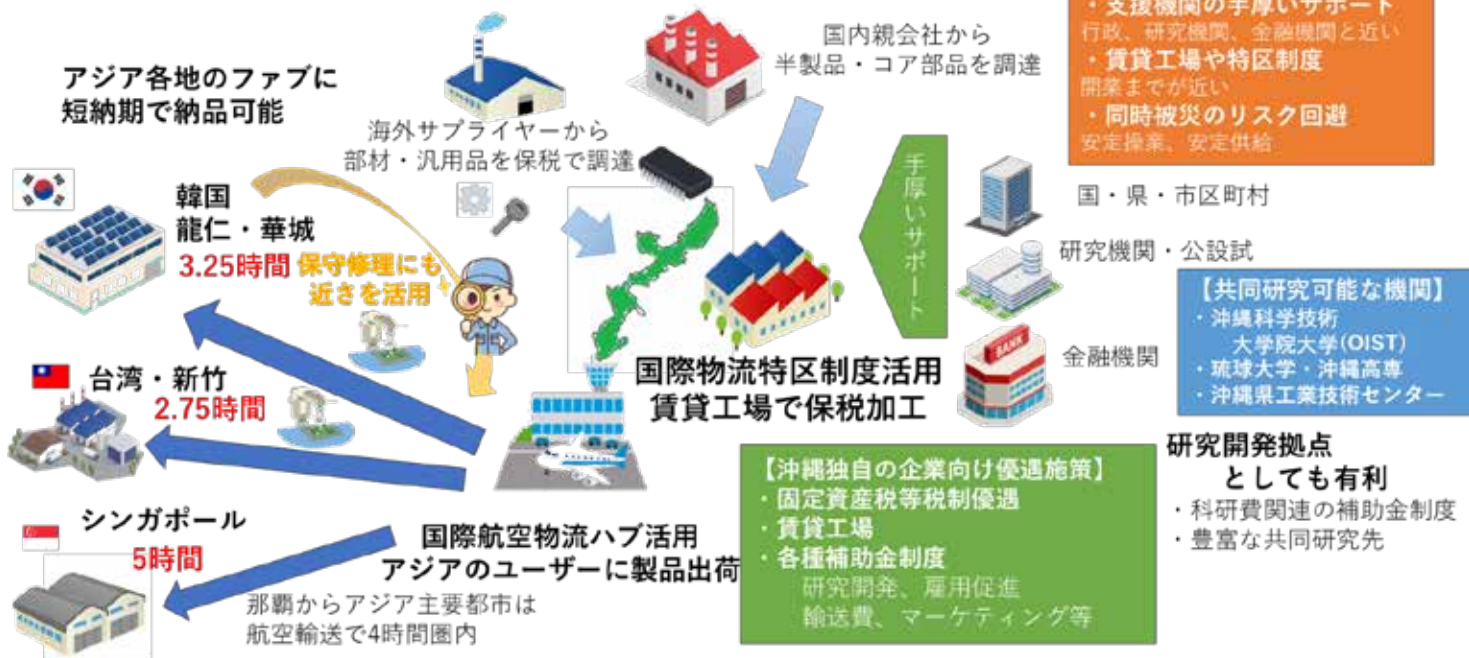 ・支援機関の手厚いサポート
行政、研究機関、金融機関と近い
・賃貸工場や特区制度
開業までが近い
・同時被災のリスク回避
安定操業、安定供給
国内親会社から
半製品・コア部品を調達
アジア各地のファブに
短納期で納品可能
海外サプライヤーから
部材・汎用品を保税で調達
手厚いサポート
国・県・市区町村
韓国
龍仁・華城
3.25時間
保守修理にも
近さを活用
研究機関・公設試
【共同研究可能な機関】
・沖縄科学技術
大学院大学(OIST)
・琉球大学・沖縄高専
・沖縄県工業技術センター
BANK
金融機関
台湾・新竹
2.75時間
国際物流特区制度活用
賃貸工場で保税加工
研究開発拠点
としても有利
・科研費関連の補助金制度
・豊富な共同研究先
【沖縄独自の企業向け優遇施策】
・固定資産税等税制優遇
・賃貸工場
・各種補助金制度
研究開発、雇用促進
輸送費、マーケティング等
シンガポール
5時間
国際航空物流ハブ活用
アジアのユーザーに製品出荷
那覇からアジア主要都市は
航空輸送で4時間圏内